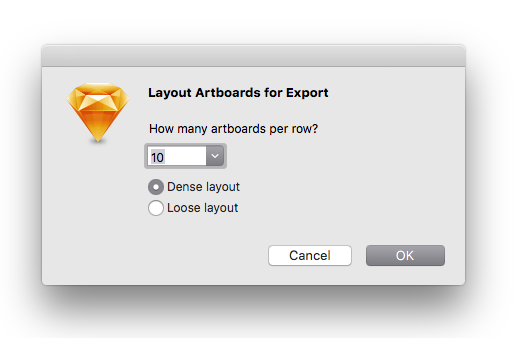 Layout Artboards for Export
How many artboards per row?
10
Dense layout
Loose layout
Cancel
OK